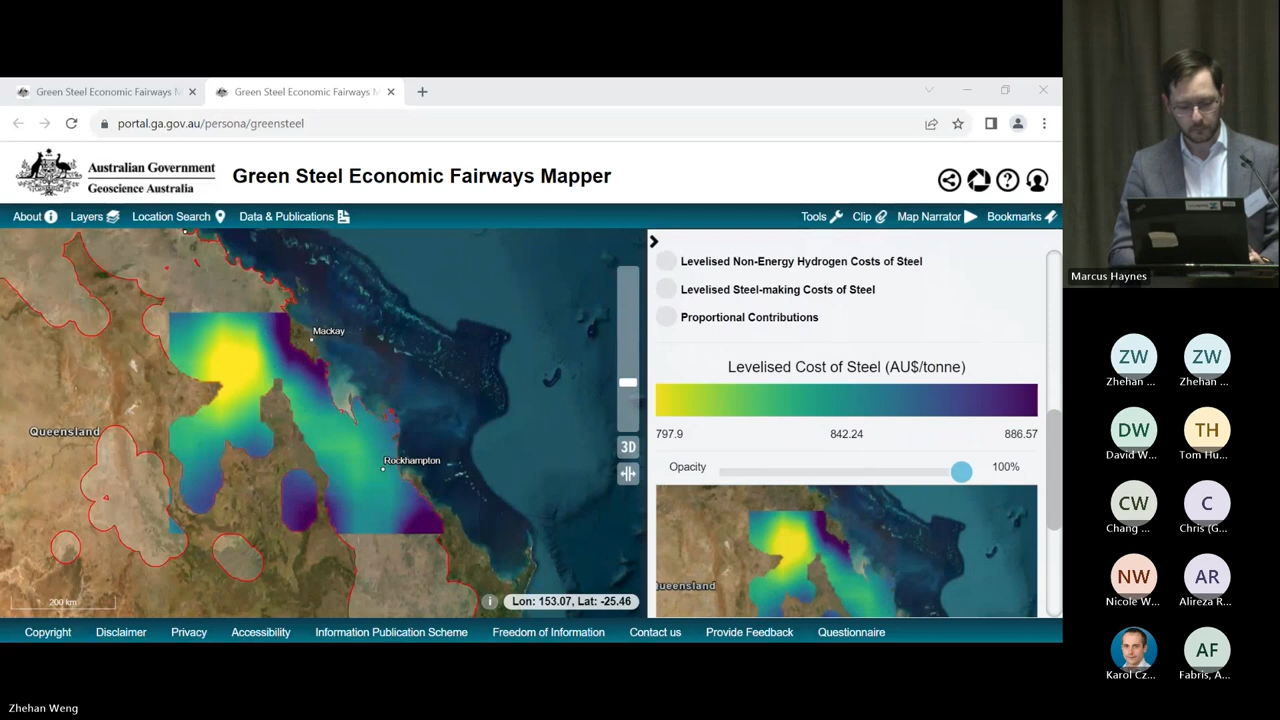 Green Steel Economic Fairways M
Green Steel Economic Fairways M
portal.ga.gov.au/persona/greensteel
Australian Government
Geoscience Australia
Green Steel Economic Fairways Mapper
About
Layers
Location Search
Data & Publications
Tools
Clip
Map Narrator
Bookmarks
Levelised Non-Energy Hydrogen Costs of Steel
Levelised Steel-making Costs of Steel
Proportional Contributions
Levelised Cost of Steel (AU$/tonne)
797.9 842.24 886.57
Opacity 100%
Mackay
Queensland
Rockhampton
3D
200 km
Lon: 153.07, Lat: -25.46
ueensland
Copyright Disclaimer Privacy Accessibility Information Publication Scheme Freedom of Information Contact us Provide Feedback Questionnaire
Zhehan Weng
Marcus Haynes
ZW ZW
Zhehan ... Zhehan ...
DW TH
David W... Tom Hu...
CW C
Chang ... Chris (G...
NW AR
Nicole W... Alireza R...
AF
Karol Cz... Fabris, A...